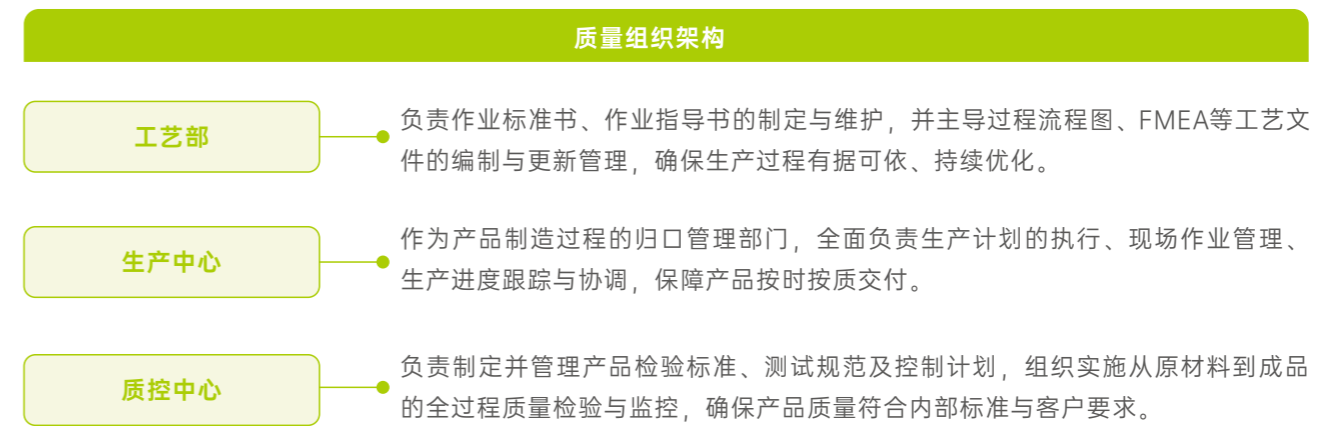 质量组织架构
工艺部
负责作业标准书、作业指导书的制定与维护，并主导过程流程图、FMEA等工艺文
件的编制与更新管理，确保生产过程有据可依、持续优化。
生产中心
作为产品制造过程的归口管理部门，全面负责生产计划的执行、现场作业管理、
生产进度跟踪与协调，保障产品按时按质交付。
质控中心
负责制定并管理产品检验标准、测试规范及控制计划，组织实施从原材料到成品
的全过程质量检验与监控，确保产品质量符合内部标准与客户要求。